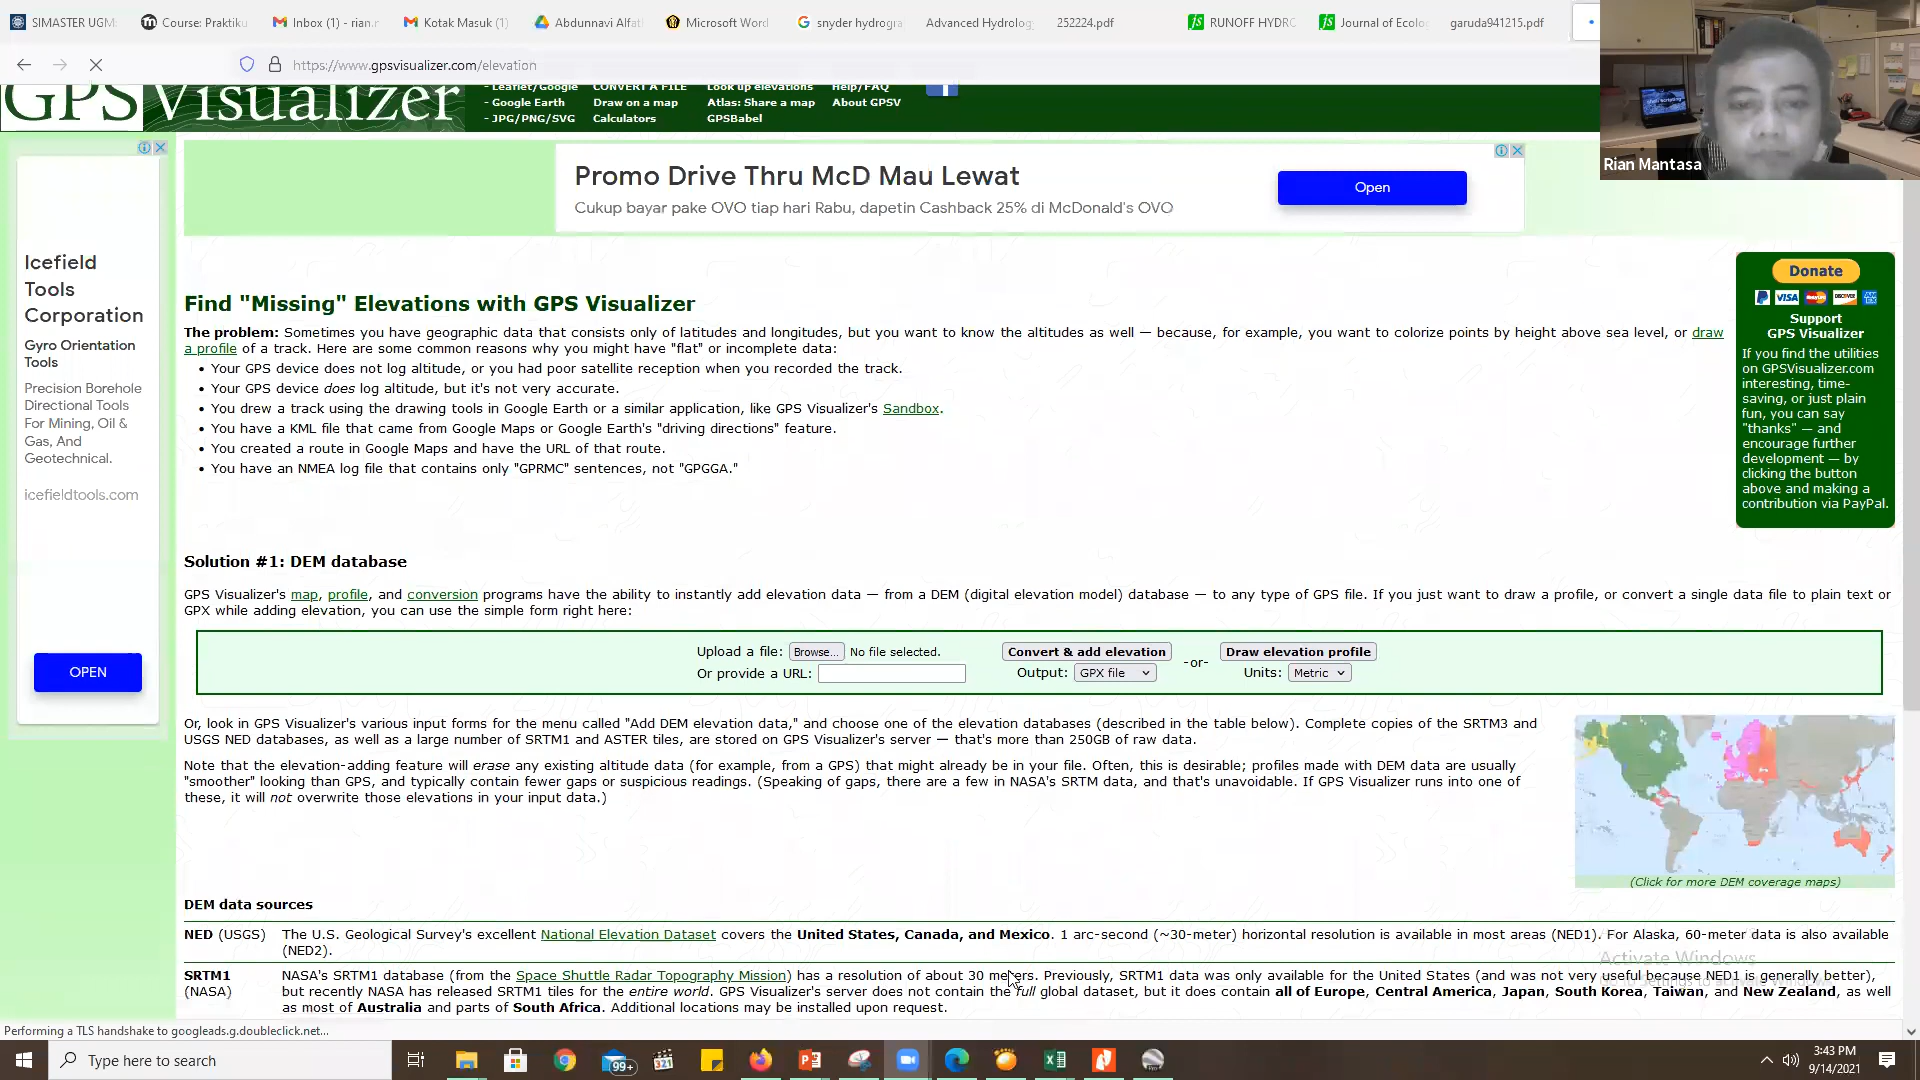 SIMASTER UGM
Course: Praktiku
Inbox (1) - rian.r
Kotak Masuk (1)
Abdunnavi Alfat
Microsoft Word
snyder hydrogra
Advanced Hydrolog
252224.pdf
RUNOFF HYDRO
Journal of Ecolo
garuda941215.pdf
https://www.gpsvisualizer.com/elevation
Rian Mantasa
GPS Visualizer
- Leaflet/Google
CONVERT A FILE
Look up elevations
Help/FAQ
- Google Earth
Draw on a map
Atlas: Share a map
About GPSV
- JPG/PNG/SVG
Calculators
GPSBabel
Promo Drive Thru McD Mau Lewat
Cukup bayar pake OVO tiap hari Rabu, dapetin Cashback 25% di McDonald's OVO
Open
Icefield
Tools
Corporation
Gyro Orientation
Tools
Precision Borehole
Directional Tools
For Mining, Oil &
Gas, And
Geotechnical.
icefieldtools.com
OPEN
Find "Missing" Elevations with GPS Visualizer
The problem: Sometimes you have geographic data that consists only of latitudes and longitudes, but you want to know the altitudes as well — because, for example, you want to colorize points by height above sea level, or draw
a profile of a track. Here are some common reasons why you might have "flat" or incomplete data:
• Your GPS device does not log altitude, or you had poor satellite reception when you recorded the track.
• Your GPS device does log altitude, but it's not very accurate.
• You drew a track using the drawing tools in Google Earth or a similar application, like GPS Visualizer's Sandbox.
• You have a KML file that came from Google Maps or Google Earth's "driving directions" feature.
• You created a route in Google Maps and have the URL of that route.
• You have an NMEA log file that contains only "GPRMC" sentences, not "GPGGA."
Donate
PayPal VISA
Support
GPS Visualizer
If you find the utilities
on GPSVisualizer.com
interesting, time-
saving, or just plain
fun, you can say
"thanks" — and
encourage further
development — by
clicking the button
above and making a
contribution via PayPal.
Solution #1: DEM database
GPS Visualizer's map, profile, and conversion programs have the ability to instantly add elevation data — from a DEM (digital elevation model) database — to any type of GPS file. If you just want to draw a profile, or convert a single data file to plain text or
GPX while adding elevation, you can use the simple form right here:
Upload a file: Browse... No file selected.
Or provide a URL:
Convert & add elevation
Output: GPX file
-or-
Draw elevation profile
Units: Metric
Or, look in GPS Visualizer's various input forms for the menu called "Add DEM elevation data," and choose one of the elevation databases (described in the table below). Complete copies of the SRTM3 and
USGS NED databases, as well as a large number of SRTM1 and ASTER tiles, are stored on GPS Visualizer's server — that's more than 250GB of raw data.
Note that the elevation-adding feature will erase any existing altitude data (for example, from a GPS) that might already be in your file. Often, this is desirable; profiles made with DEM data are usually
"smoother" looking than GPS, and typically contain fewer gaps or suspicious readings. (Speaking of gaps, there are a few in NASA's SRTM data, and that's unavoidable. If GPS Visualizer runs into one of
these, it will not overwrite those elevations in your input data.)
(Click for more DEM coverage maps)
DEM data sources
NED (USGS)
The U.S. Geological Survey's excellent National Elevation Dataset covers the United States, Canada, and Mexico. 1 arc-second (~30-meter) horizontal resolution is available in most areas (NED1). For Alaska, 60-meter data is also available
(NED2).
SRTM1
(NASA)
NASA's SRTM1 database (from the Space Shuttle Radar Topography Mission) has a resolution of about 30 meters. Previously, SRTM1 data was only available for the United States (and was not very useful because NED1 is generally better),
but recently NASA has released SRTM1 tiles for the entire world. GPS Visualizer's server does not contain the full global dataset, but it does contain all of Europe, Central America, Japan, South Korea, Taiwan, and New Zealand, as well
as most of Australia and parts of South Africa. Additional locations may be installed upon request.
Activate Windows
Go to Settings to activate Windows.
Performing a TLS handshake to googleads.g.doubleclick.net...
Type here to search
99+
321
3:43 PM
9/14/2021